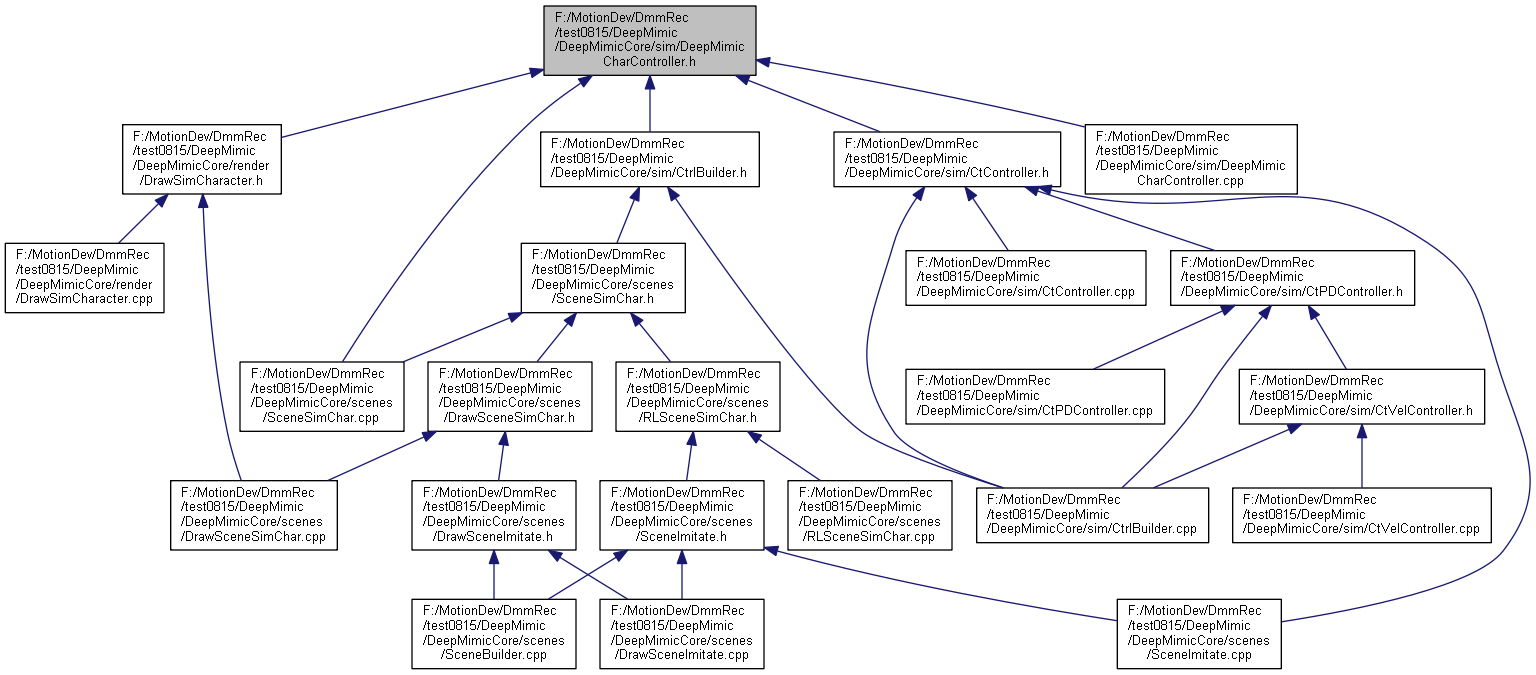 F:/MotionDev/DmmRec
/test0815/DeepMimic
/DeepMimicCore/sim/DeepMimic
CharController.h
F:/MotionDev/DmmRec
/test0815/DeepMimic
/DeepMimicCore/render
/DrawSimCharacter.h
F:/MotionDev/DmmRec
/test0815/DeepMimic
/DeepMimicCore/sim/CtrlBuilder.h
F:/MotionDev/DmmRec
/test0815/DeepMimic
/DeepMimicCore/sim/CtController.h
F:/MotionDev/DmmRec
/test0815/DeepMimic
/DeepMimicCore/sim/DeepMimic
CharController.cpp
F:/MotionDev/DmmRec
/test0815/DeepMimic
/DeepMimicCore/render
/DrawSimCharacter.cpp
F:/MotionDev/DmmRec
/test0815/DeepMimic
/DeepMimicCore/scenes
/SceneSimChar.h
F:/MotionDev/DmmRec
/test0815/DeepMimic
/DeepMimicCore/sim/CtController.cpp
F:/MotionDev/DmmRec
/test0815/DeepMimic
/DeepMimicCore/sim/CtPDController.h
F:/MotionDev/DmmRec
/test0815/DeepMimic
/DeepMimicCore/scenes
/SceneSimChar.cpp
F:/MotionDev/DmmRec
/test0815/DeepMimic
/DeepMimicCore/scenes
/DrawSceneSimChar.h
F:/MotionDev/DmmRec
/test0815/DeepMimic
/DeepMimicCore/scenes
/RLSceneSimChar.h
F:/MotionDev/DmmRec
/test0815/DeepMimic
/DeepMimicCore/sim/CtPDController.cpp
F:/MotionDev/DmmRec
/test0815/DeepMimic
/DeepMimicCore/sim/CtVelController.h
F:/MotionDev/DmmRec
/test0815/DeepMimic
/DeepMimicCore/scenes
/DrawSceneSimChar.cpp
F:/MotionDev/DmmRec
/test0815/DeepMimic
/DeepMimicCore/scenes
/DrawSceneImitate.h
F:/MotionDev/DmmRec
/test0815/DeepMimic
/DeepMimicCore/scenes
/SceneImitate.h
F:/MotionDev/DmmRec
/test0815/DeepMimic
/DeepMimicCore/scenes
/RLSceneSimChar.cpp
F:/MotionDev/DmmRec
/test0815/DeepMimic
/DeepMimicCore/sim/CtrlBuilder.cpp
F:/MotionDev/DmmRec
/test0815/DeepMimic
/DeepMimicCore/sim/CtVelController.cpp
F:/MotionDev/DmmRec
/test0815/DeepMimic
/DeepMimicCore/scenes
/SceneBuilder.cpp
F:/MotionDev/DmmRec
/test0815/DeepMimic
/DeepMimicCore/scenes
/DrawSceneImitate.cpp
F:/MotionDev/DmmRec
/test0815/DeepMimic
/DeepMimicCore/scenes
/SceneImitate.cpp